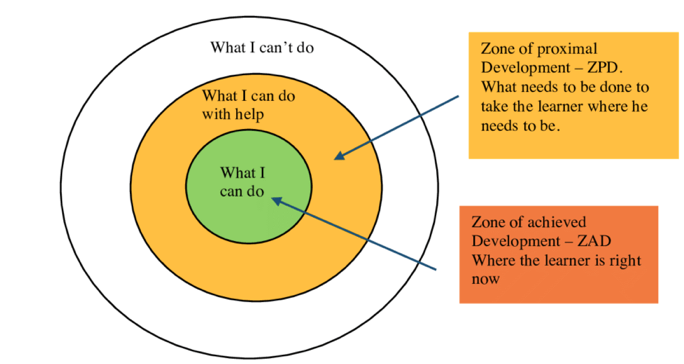 What I can’t do
What I can do
with help
What I
can do
Zone of proximal
Development – ZPD.
What needs to be done to
take the learner where he
needs to be.
Zone of achieved
Development – ZAD
Where the learner is right
now